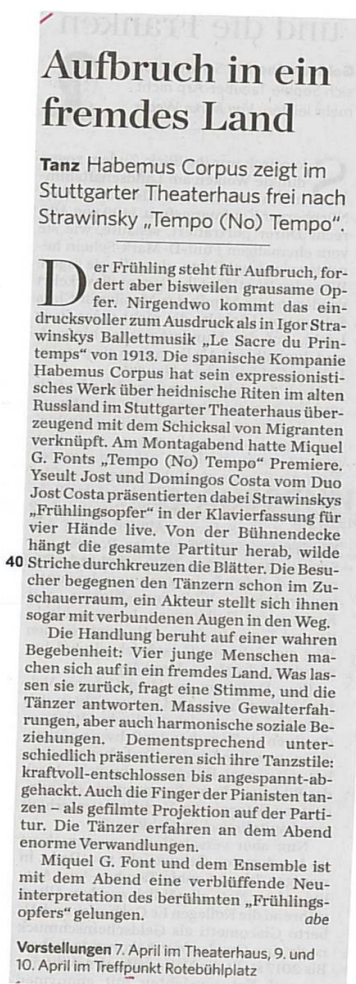 Aufbruch in ein
fremdes Land
Tanz Habemus Corpus zeigt im
Stuttgarter Theaterhaus frei nach
Strawinsky „Tempo (No) Tempo“.
Der Frühling steht für Aufbruch, for-
dert aber bisweilen grausame Op-
fer. Nirgendwo kommt das ein-
drucksvoller zum Ausdruck als in Igor Stra-
winskys Ballettmusik „Le Sacre du Prin-
temps“ von 1913. Die spanische Kompanie
Habemus Corpus hat sein expressionisti-
sches Werk über heidnische Riten im alten
Russland im Stuttgarter Theaterhaus über-
zeugend mit dem Schicksal von Migranten
verknüpft. Am Montagabend hatte Miquel
G. Fonts „Tempo (No) Tempo“ Premiere.
Yseult Jost und Domingos Costa vom Duo
Jost Costa präsentierten dabei Strawinskys
„Frühlingsopfer“ in der Klavierfassung für
vier Hände live. Von der Bühnendecke
hängt die gesamte Partitur herab, wilde
40 Striche durchkreuzen die Blätter. Die Besu-
cher begegnen den Tänzern schon im Zu-
schauerraum, ein Akteur stellt sich ihnen
sogar mit verbundenen Augen in den Weg.
Die Handlung beruht auf einer wahren
Begebenheit: Vier junge Menschen ma-
chen sich auf in ein fremdes Land. Was las-
sen sie zurück, fragt eine Stimme, und die
Tänzer antworten. Massive Gewalterfah-
rungen, aber auch harmonische soziale Be-
ziehungen. Dementsprechend unter-
schiedlich präsentieren sich ihre Tanzstile:
kraftvoll-entschlossen bis angespannt-ab-
gehackt. Auch die Finger der Pianisten tan-
zen – als gefilmte Projektion auf der Parti-
tur. Die Tänzer erfahren an dem Abend
enorme Verwandlungen.
Miquel G. Font und dem Ensemble ist
mit dem Abend eine verblüffende Neu-
interpretation des berühmten „Frühlings-
opfers“ gelungen. abe
Vorstellungen 7. April im Theaterhaus, 9. und
10. April im Treffpunkt Rotebühlplatz